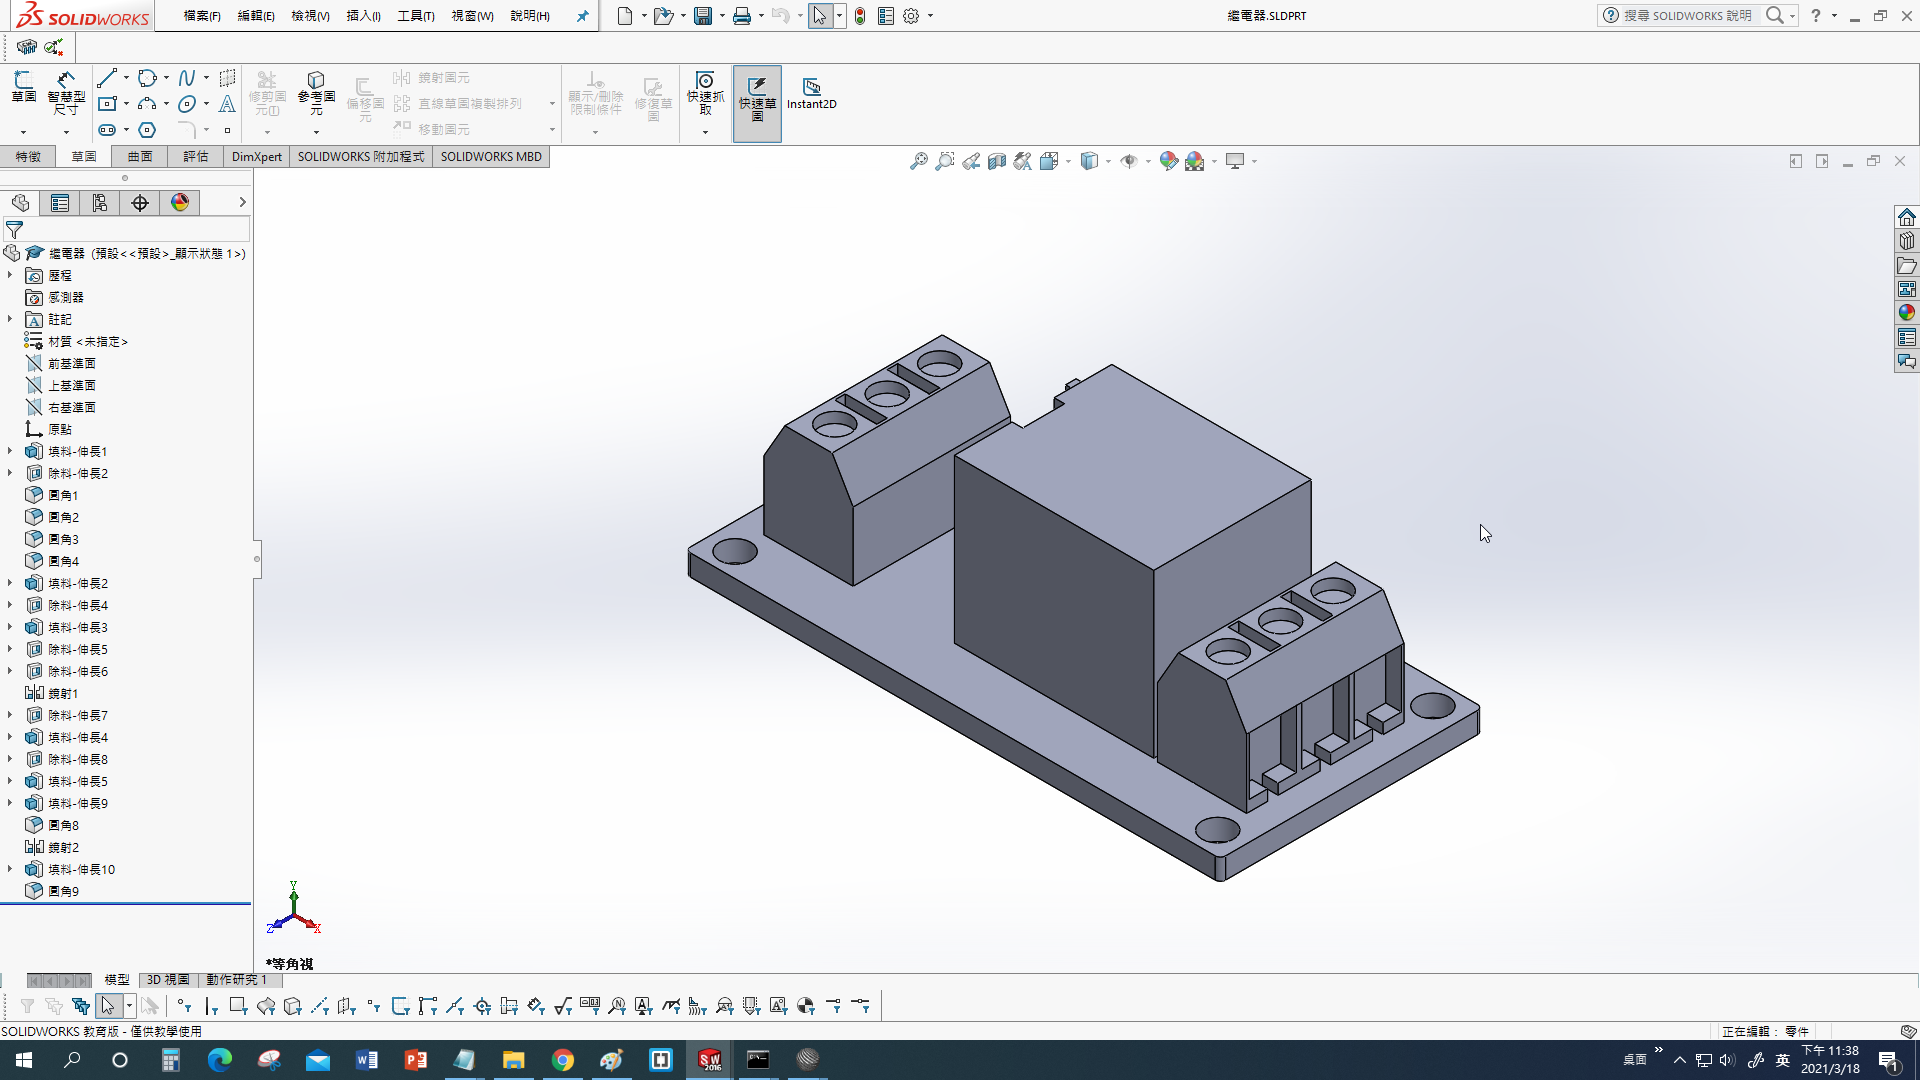 SOLIDWORKS
檔案(F)
編輯(E)
檢視(V)
插入(I)
工具(T)
視窗(W)
說明(H)
繼電器.SLDPRT
搜尋 SOLIDWORKS 說明
草圖
智慧型尺寸
修剪圖元(I)
參考圖元
偏移圖元
鏡射圖元
直線草圖複製排列
移動圖元
顯示/刪除限制條件
修復草圖
快速抓取
快速草圖
Instant2D
特徵
草圖
曲面
評估
DimXpert
SOLIDWORKS 附加程式
SOLIDWORKS MBD
繼電器 (預設<<預設>_顯示狀態 1>)
歷程
感測器
註記
材質 <未指定>
前基準面
上基準面
右基準面
原點
填料-伸長1
除料-伸長2
圓角1
圓角2
圓角3
圓角4
填料-伸長2
除料-伸長4
填料-伸長3
除料-伸長5
除料-伸長6
鏡射1
除料-伸長7
填料-伸長4
除料-伸長8
填料-伸長5
填料-伸長9
圓角8
鏡射2
填料-伸長10
圓角9
Y
Z
X
*等角視
模型
3D 視圖
動作研究 1
SOLIDWORKS 教育版 - 僅供教學使用
正在編輯： 零件
桌面
英
下午 11:38
2021/3/18
1